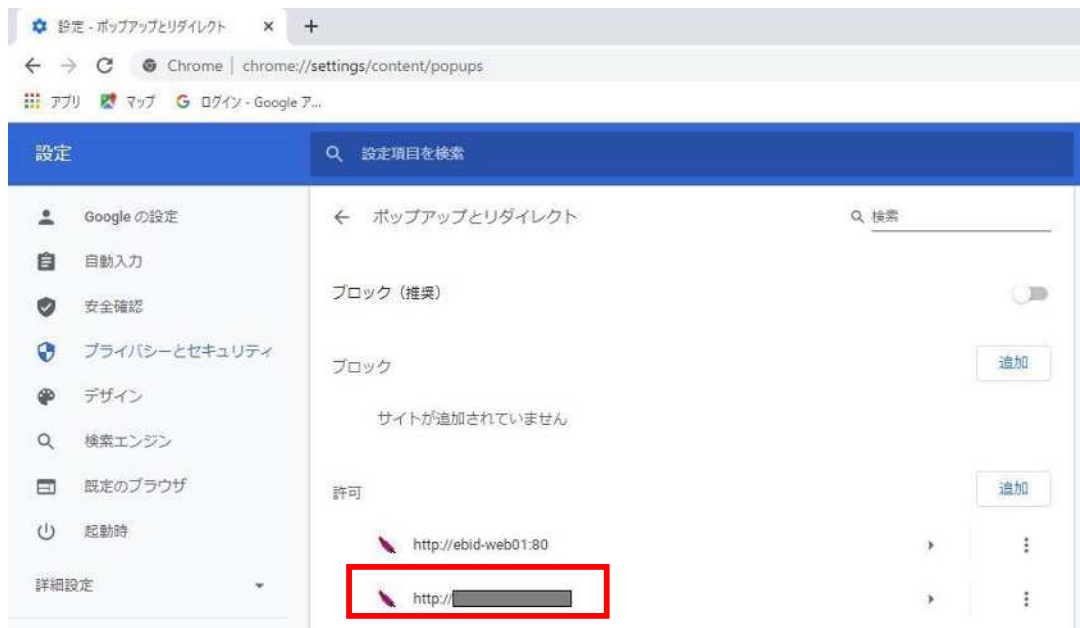 設定 - ポップアップとリダイレクト
Chrome | chrome://settings/content/popups
アプリ マップ ログイン - Google ア...
設定
設定項目を検索
Google の設定
自動入力
安全確認
プライバシーとセキュリティ
デザイン
検索エンジン
既定のブラウザ
起動時
詳細設定
ポップアップとリダイレクト
検索
ブロック（推奨）
ブロック
追加
サイトが追加されていません
許可
追加
http://ebid-web01:80
http://